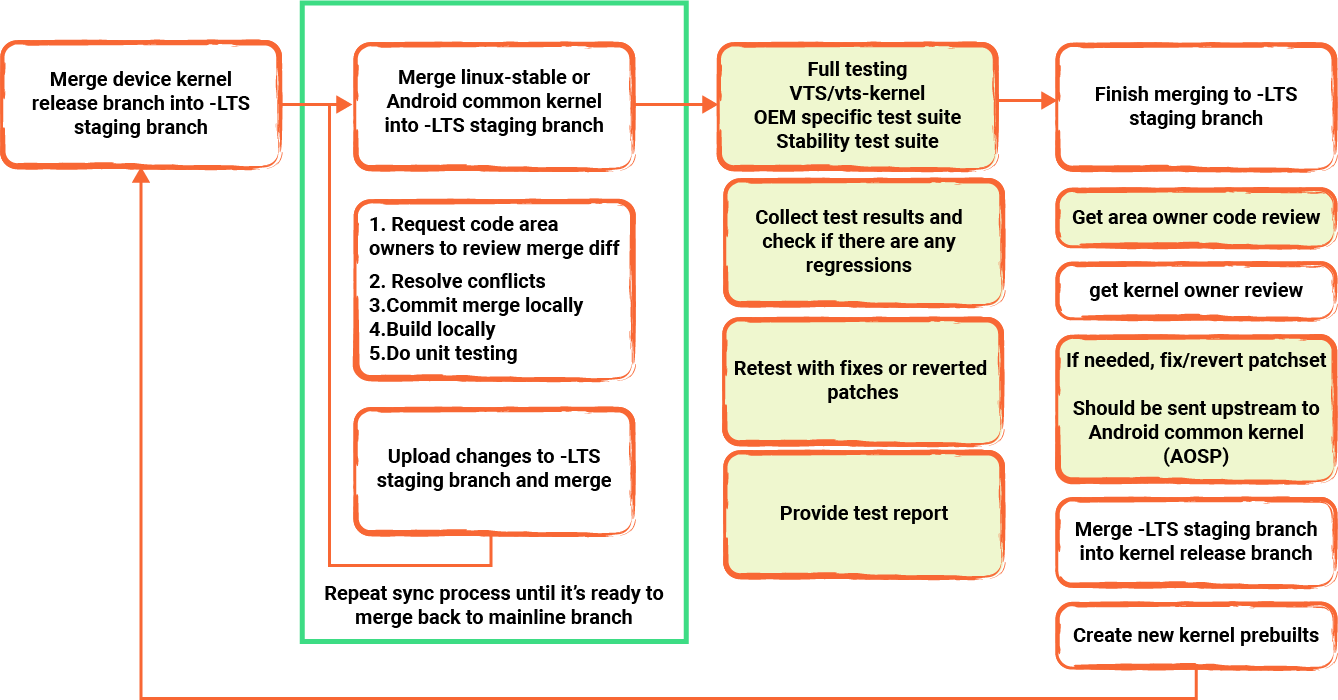 Merge device kernel
release branch into -LTS
staging branch
Merge linux-stable or
Android common kernel
into -LTS staging branch
1. Request code area
owners to review merge diff
2. Resolve conflicts
3.Commit merge locally
4.Build locally
5.Do unit testing
Upload changes to -LTS
staging branch and merge
Repeat sync process until it’s ready to
merge back to mainline branch
Full testing
VTS/vts-kernel
OEM specific test suite
Stability test suite
Collect test results and
check if there are any
regressions
Retest with fixes or reverted
patches
Provide test report
Finish merging to -LTS
staging branch
Get area owner code review
get kernel owner review
If needed, fix/revert patchset
Should be sent upstream to
Android common kernel
(AOSP)
Merge -LTS staging branch
into kernel release branch
Create new kernel prebuilts